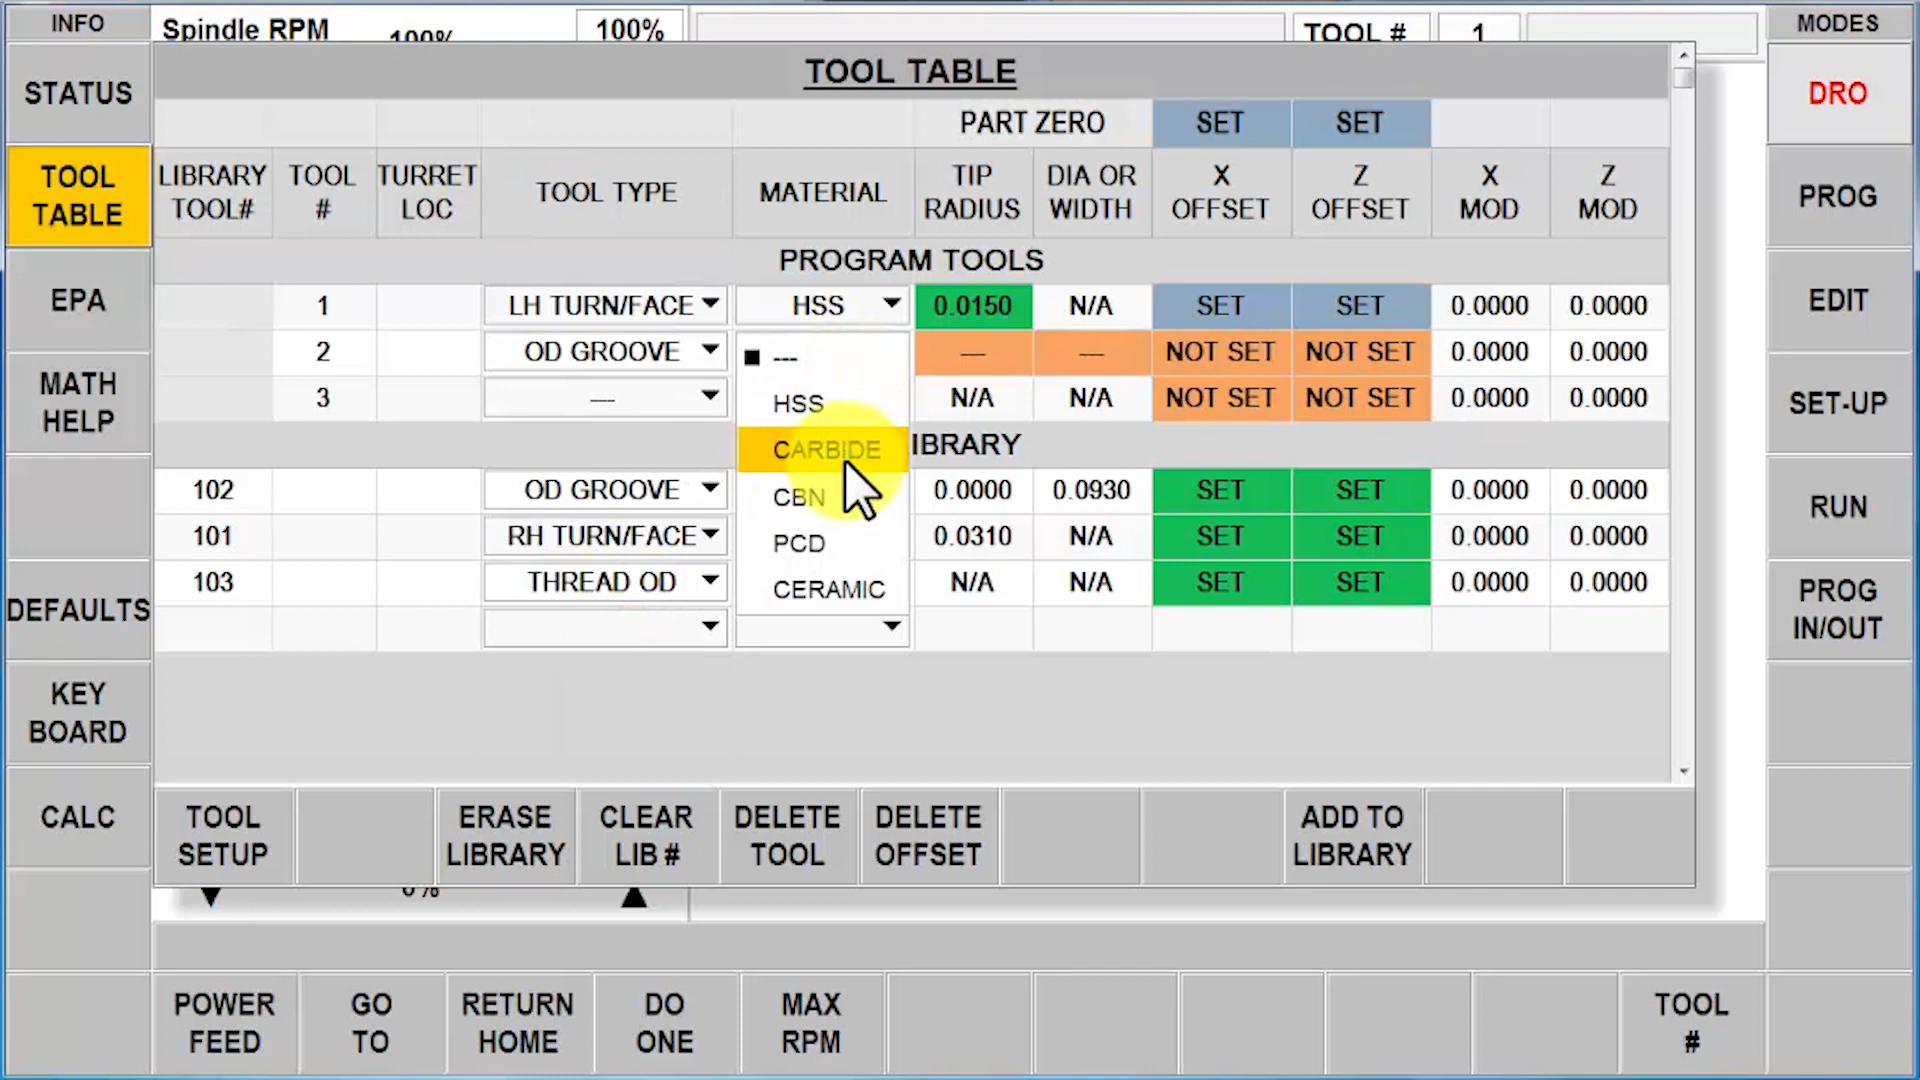 INFO
Spindle RPM 100% 100% TOOL # 1
MODES
STATUS
TOOL TABLE
DRO
PART ZERO SET SET
TOOL
TABLE
LIBRARY
TOOL#
TOOL
#
TURRET
LOC
TOOL TYPE
MATERIAL
TIP
RADIUS
DIA OR
WIDTH
X
OFFSET
Z
OFFSET
X
MOD
Z
MOD
PROG
PROGRAM TOOLS
EPA
1 LH TURN/FACE HSS 0.0150 N/A SET SET 0.0000 0.0000
EDIT
2 OD GROOVE --- --- --- NOT SET NOT SET 0.0000 0.0000
3 --- HSS N/A N/A NOT SET NOT SET 0.0000 0.0000
MATH
HELP
SET-UP
CARBIDE IBRARY
102 OD GROOVE CBN 0.0000 0.0930 SET SET 0.0000 0.0000
RUN
101 RH TURN/FACE PCD 0.0310 N/A SET SET 0.0000 0.0000
103 THREAD OD CERAMIC N/A N/A SET SET 0.0000 0.0000
DEFAULTS
PROG
IN/OUT
KEY
BOARD
CALC
TOOL
SETUP
ERASE
LIBRARY
CLEAR
LIB #
DELETE
TOOL
DELETE
OFFSET
ADD TO
LIBRARY
0%
POWER
FEED
GO
TO
RETURN
HOME
DO
ONE
MAX
RPM
TOOL
#